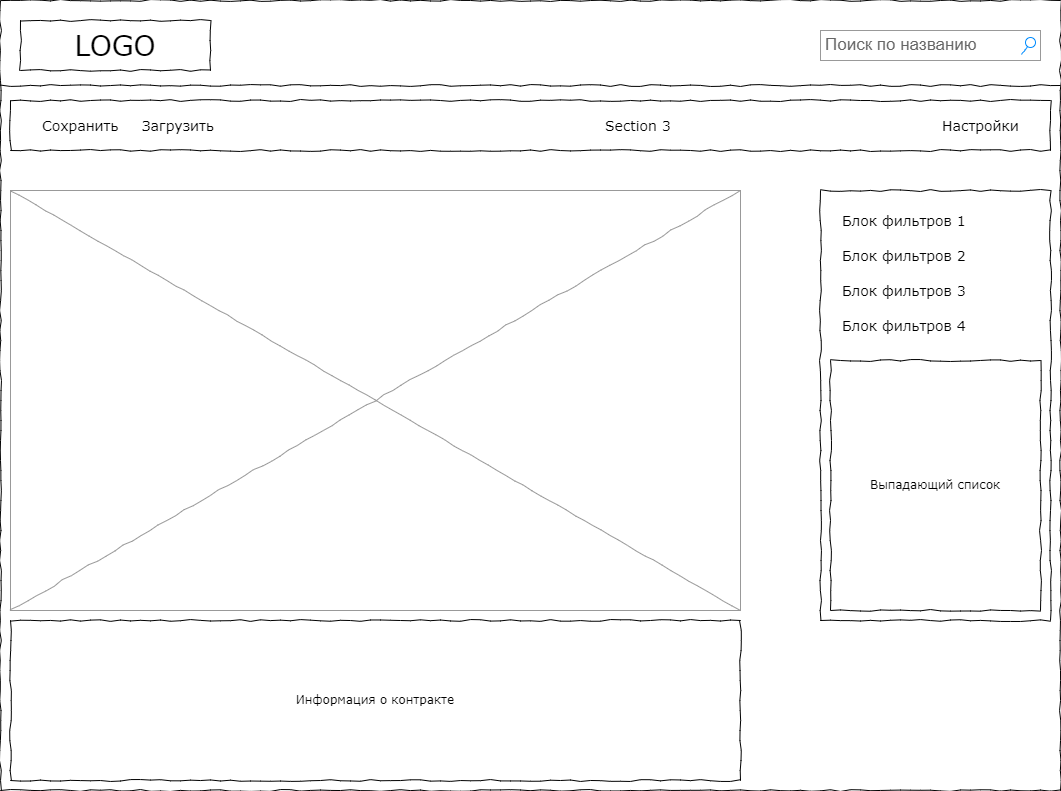 LOGO
Поиск по названию
Сохранить Загрузить Section 3 Настройки
Блок фильтров 1
Блок фильтров 2
Блок фильтров 3
Блок фильтров 4
Выпадающий список
Информация о контракте